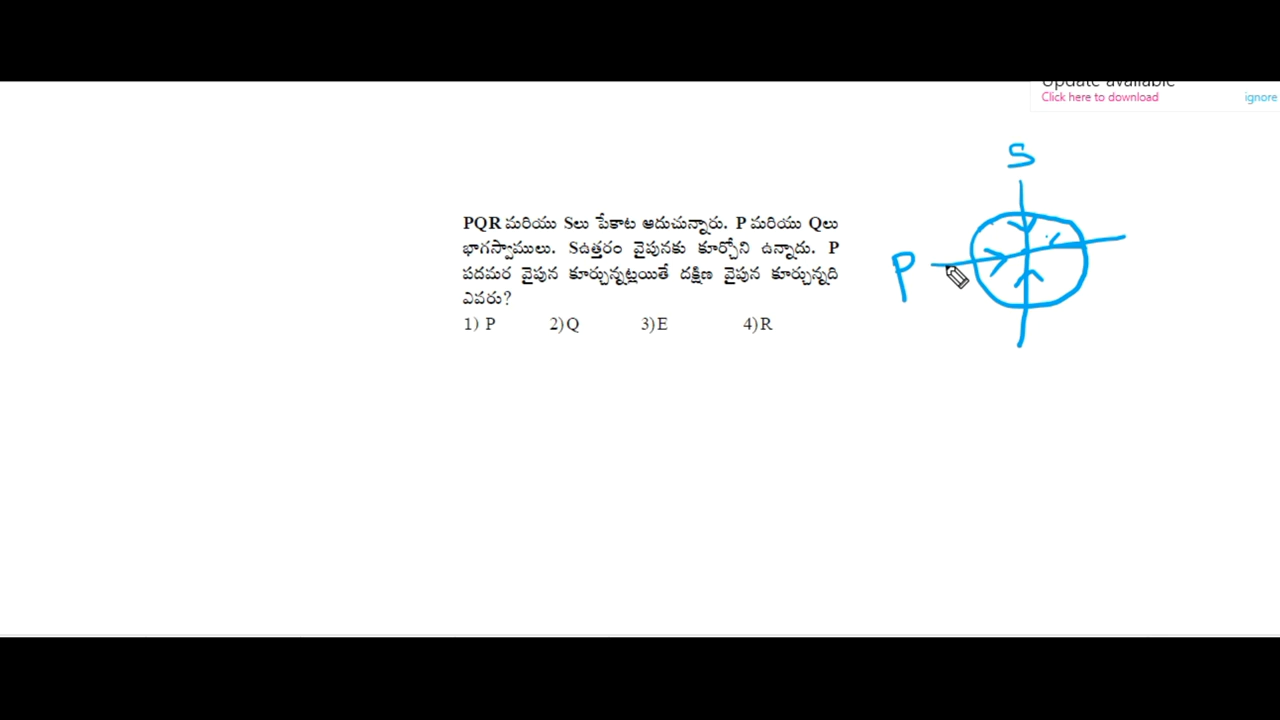 Update available
Click here to download ignore
S
PQR మరియు Sలు పేకాట ఆడుచున్నారు. P మరియు Qలు
భాగస్వాములు. Sఉత్తరం వైపునకు కూర్చోని ఉన్నాడు. P
పడమర వైపున కూర్చున్నట్లయితే దక్షిణ వైపున కూర్చున్నది
ఎవరు?
P
1) P 2)Q 3)E 4)R